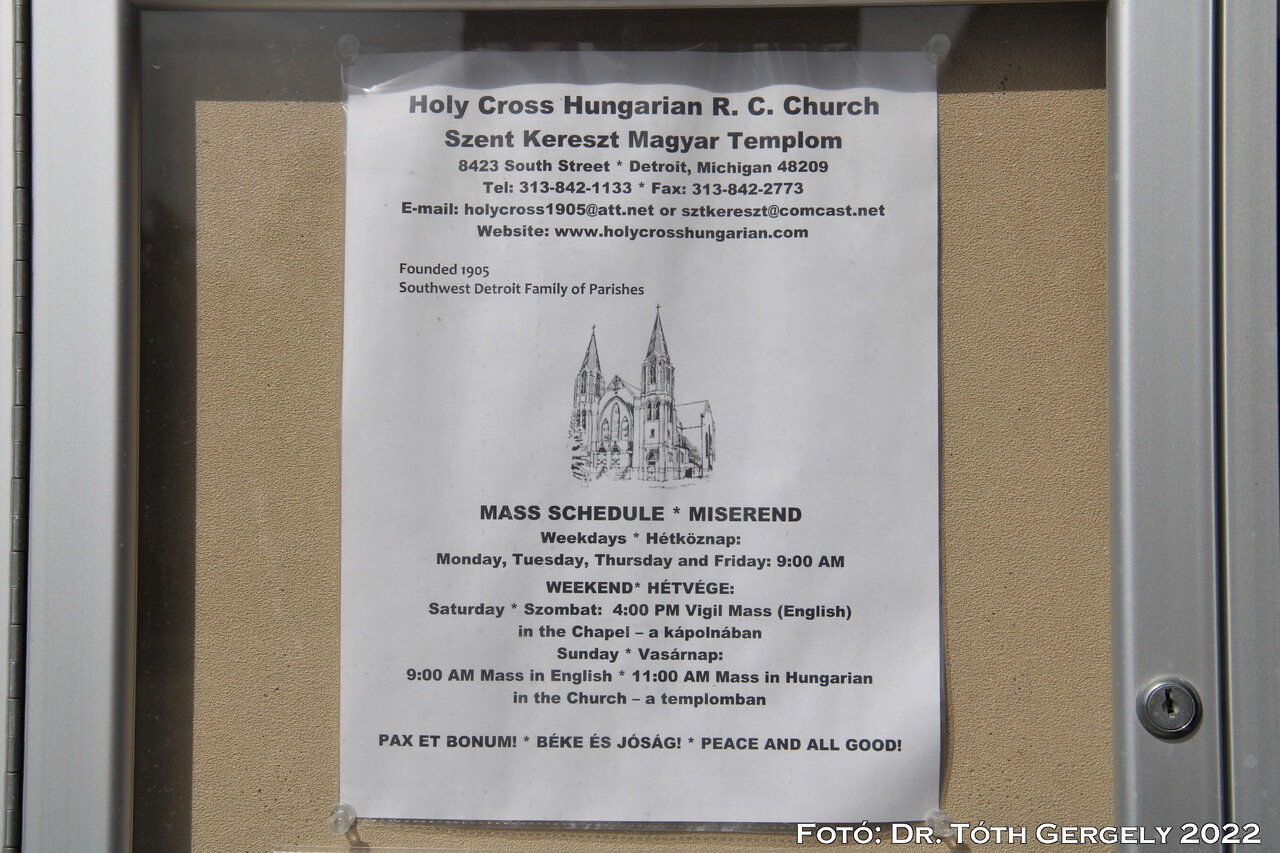 Holy Cross Hungarian R. C. Church
Szent Kereszt Magyar Templom
8423 South Street * Detroit, Michigan 48209
Tel: 313-842-1133 * Fax: 313-842-2773
E-mail: holycross1905@att.net or sztkereszt@comcast.net
Website: www.holycrosshungarian.com
Founded 1905
Southwest Detroit Family of Parishes
MASS SCHEDULE * MISEREND
Weekdays * Hétköznap:
Monday, Tuesday, Thursday and Friday: 9:00 AM
WEEKEND* HÉTVÉGE:
Saturday * Szombat: 4:00 PM Vigil Mass (English)
in the Chapel – a kápolnában
Sunday * Vasárnap:
9:00 AM Mass in English * 11:00 AM Mass in Hungarian
in the Church – a templomban
PAX ET BONUM! * BÉKE ÉS JÓSÁG! * PEACE AND ALL GOOD!
FOTÓ: DR. TÓTH GERGELY 2022